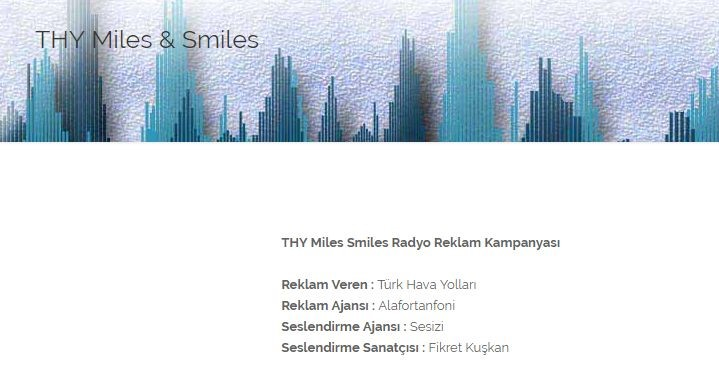 THY Miles & Smiles
THY Miles Smiles Radyo Reklam Kampanyası
Reklam Veren : Türk Hava Yolları
Reklam Ajansı : Alafortanfoni
Seslendirme Ajansı : Sesizi
Seslendirme Sanatçısı : Fikret Kuşkan